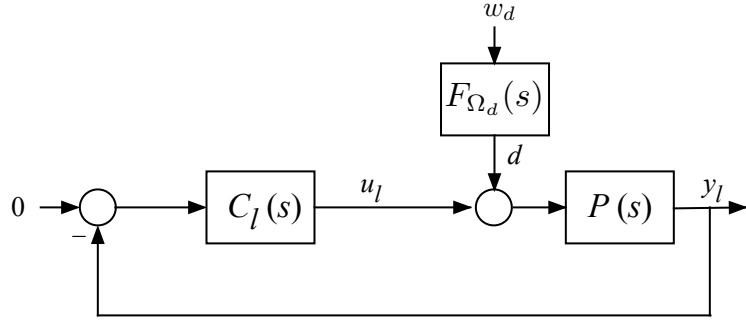 w_d
F_{Ω_d}(s)
d
0
−
C_l(s)
u_l
P(s)
y_l